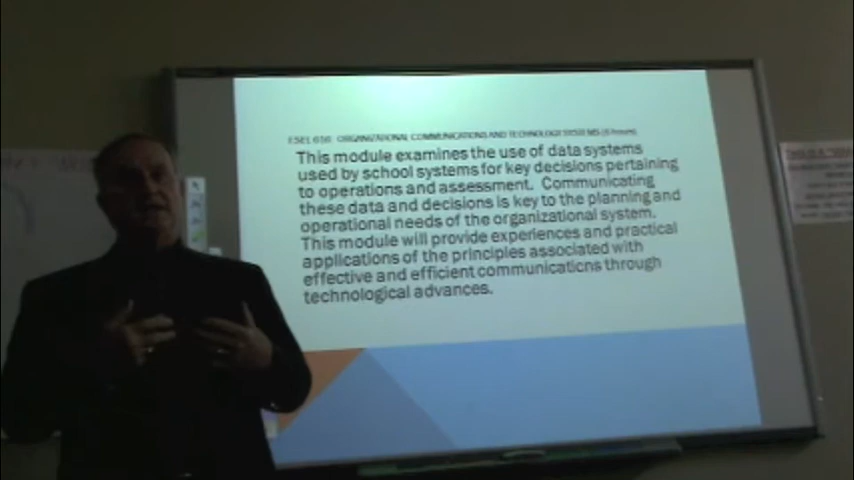 ORGANIZATIONAL COMMUNICATIONS AND TECHNOLOGY SYSTEMS
This module examines the use of data systems
used by school systems for key decisions pertaining
to operations and assessment. Communicating
these data and decisions is key to the planning and
operational needs of the organizational system.
This module will provide experiences and practical
applications of the principles associated with
effective and efficient communications through
technological advances.